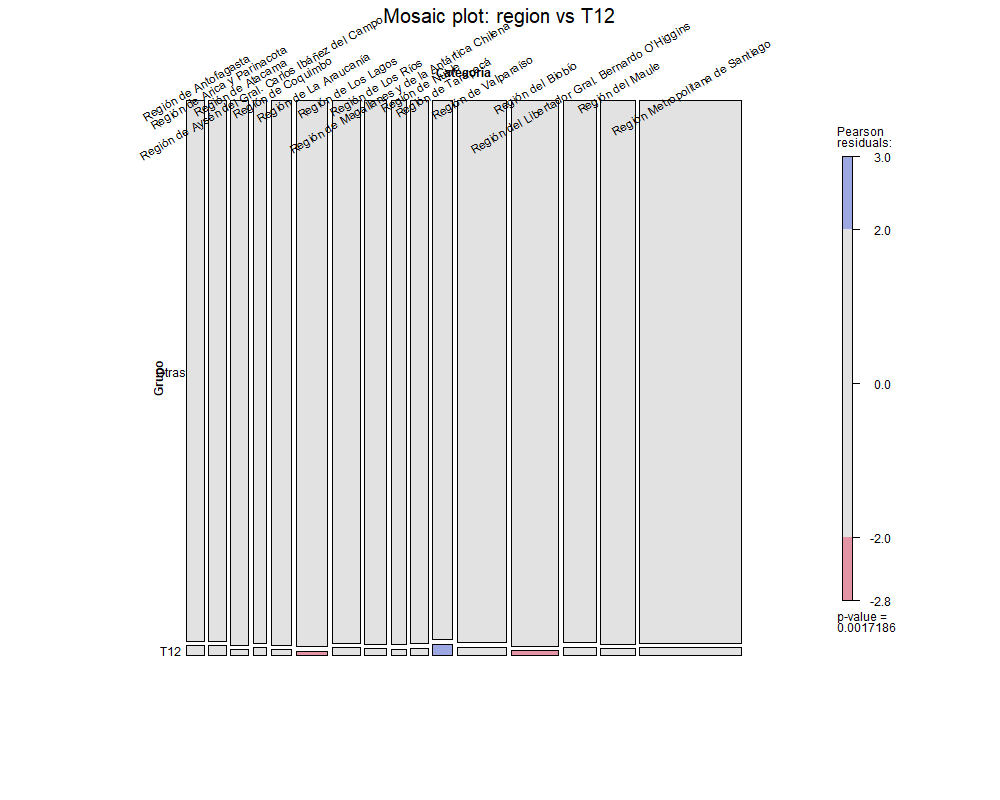 Mosaic plot: region vs T12
Categoria
Región de Antofagasta
Región de Arica y Parinacota
Región de Atacama
Región de Aysén del Gral. Carlos Ibáñez del Campo
Región de Coquimbo
Región de La Araucanía
Región de Los Lagos
Región de Los Ríos
Región de Magallanes y de la Antártica Chilena
Región de Ñuble
Región de Tarapacá
Región de Valparaíso
Región del Biobío
Región del Libertador Gral. Bernardo O'Higgins
Región del Maule
Región Metropolitana de Santiago
Grupo
Otras
T12
Pearson
residuals:
3.0
2.0
0.0
-2.0
-2.8
p-value =
0.0017186